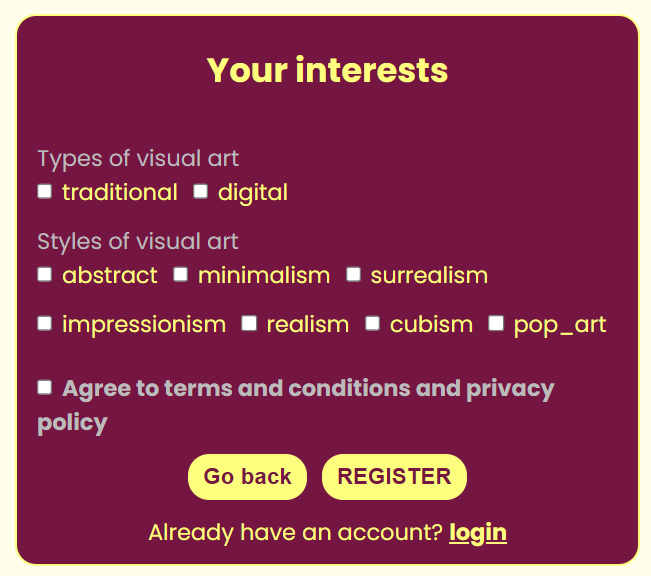 Your interests
Types of visual art
traditional digital
Styles of visual art
abstract minimalism surrealism
impressionism realism cubism pop_art
Agree to terms and conditions and privacy
policy
Go back REGISTER
Already have an account? login